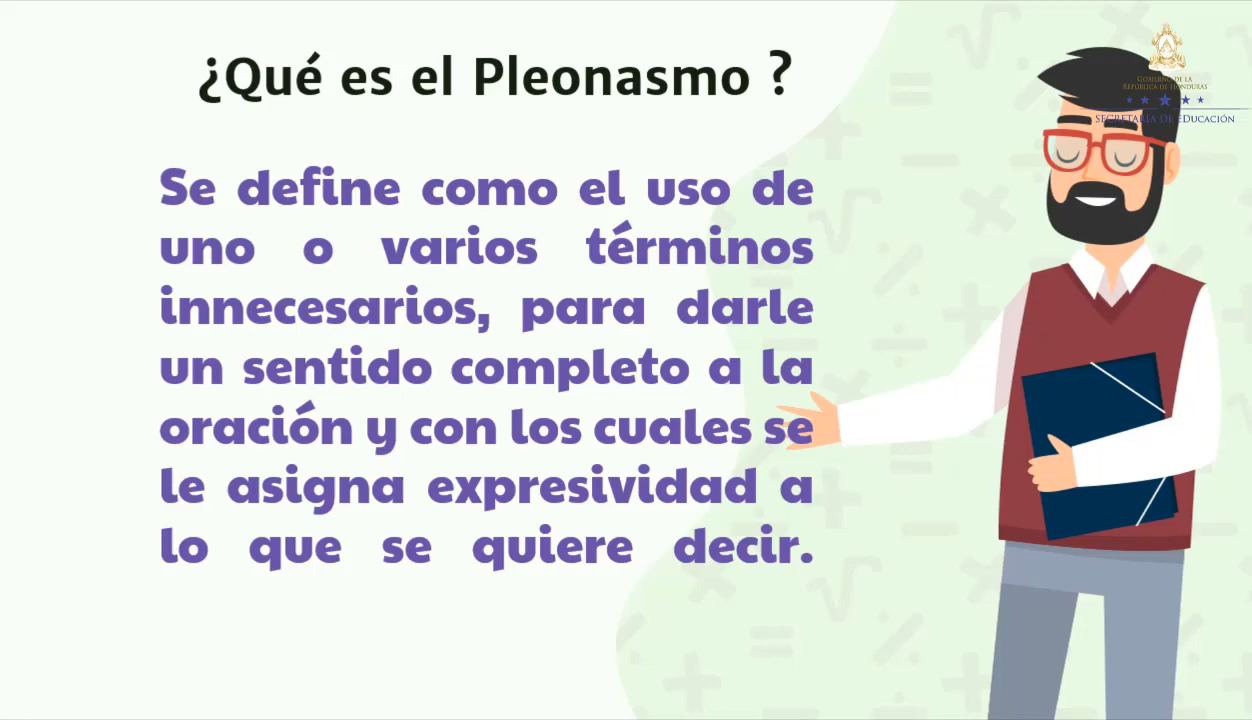 ¿Qué es el Pleonasmo ?
Se define como el uso de
uno o varios términos
innecesarios, para darle
un sentido completo a la
oración y con los cuales se
le asigna expresividad a
lo que se quiere decir.
GOBIERNO DE LA
REPÚBLICA DE HONDURAS
SECRETARÍA DE EDUCACIÓN